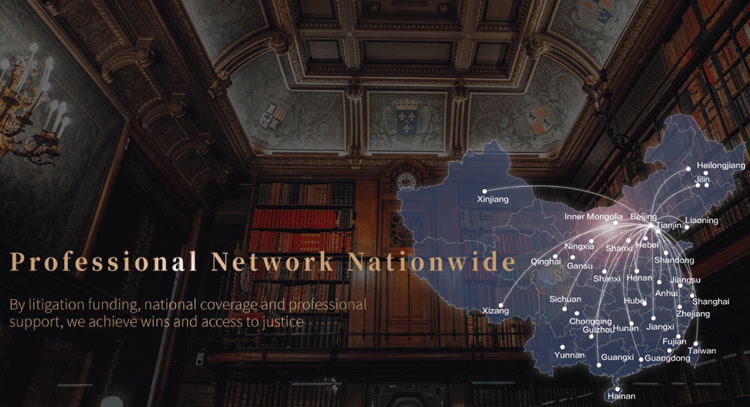 Professional Network Nationwide
By litigation funding, national coverage and professional
support, we achieve wins and access to justice
Heilongjiang
Jilin
Xinjiang
Inner Mongolia
Beijing
Liaoning
Tianjin
Ningxia
Shanxi
Hebei
Qinghai
Gansu
Shandong
Shanxi
Henan
Jiangsu
Anhui
Sichuan
Hubei
Shanghai
Xizang
Zhejiang
Chongqing
Guizhou
Hunan
Jiangxi
Fujian
Yunnan
Guangxi
Guangdong
Taiwan
Hainan